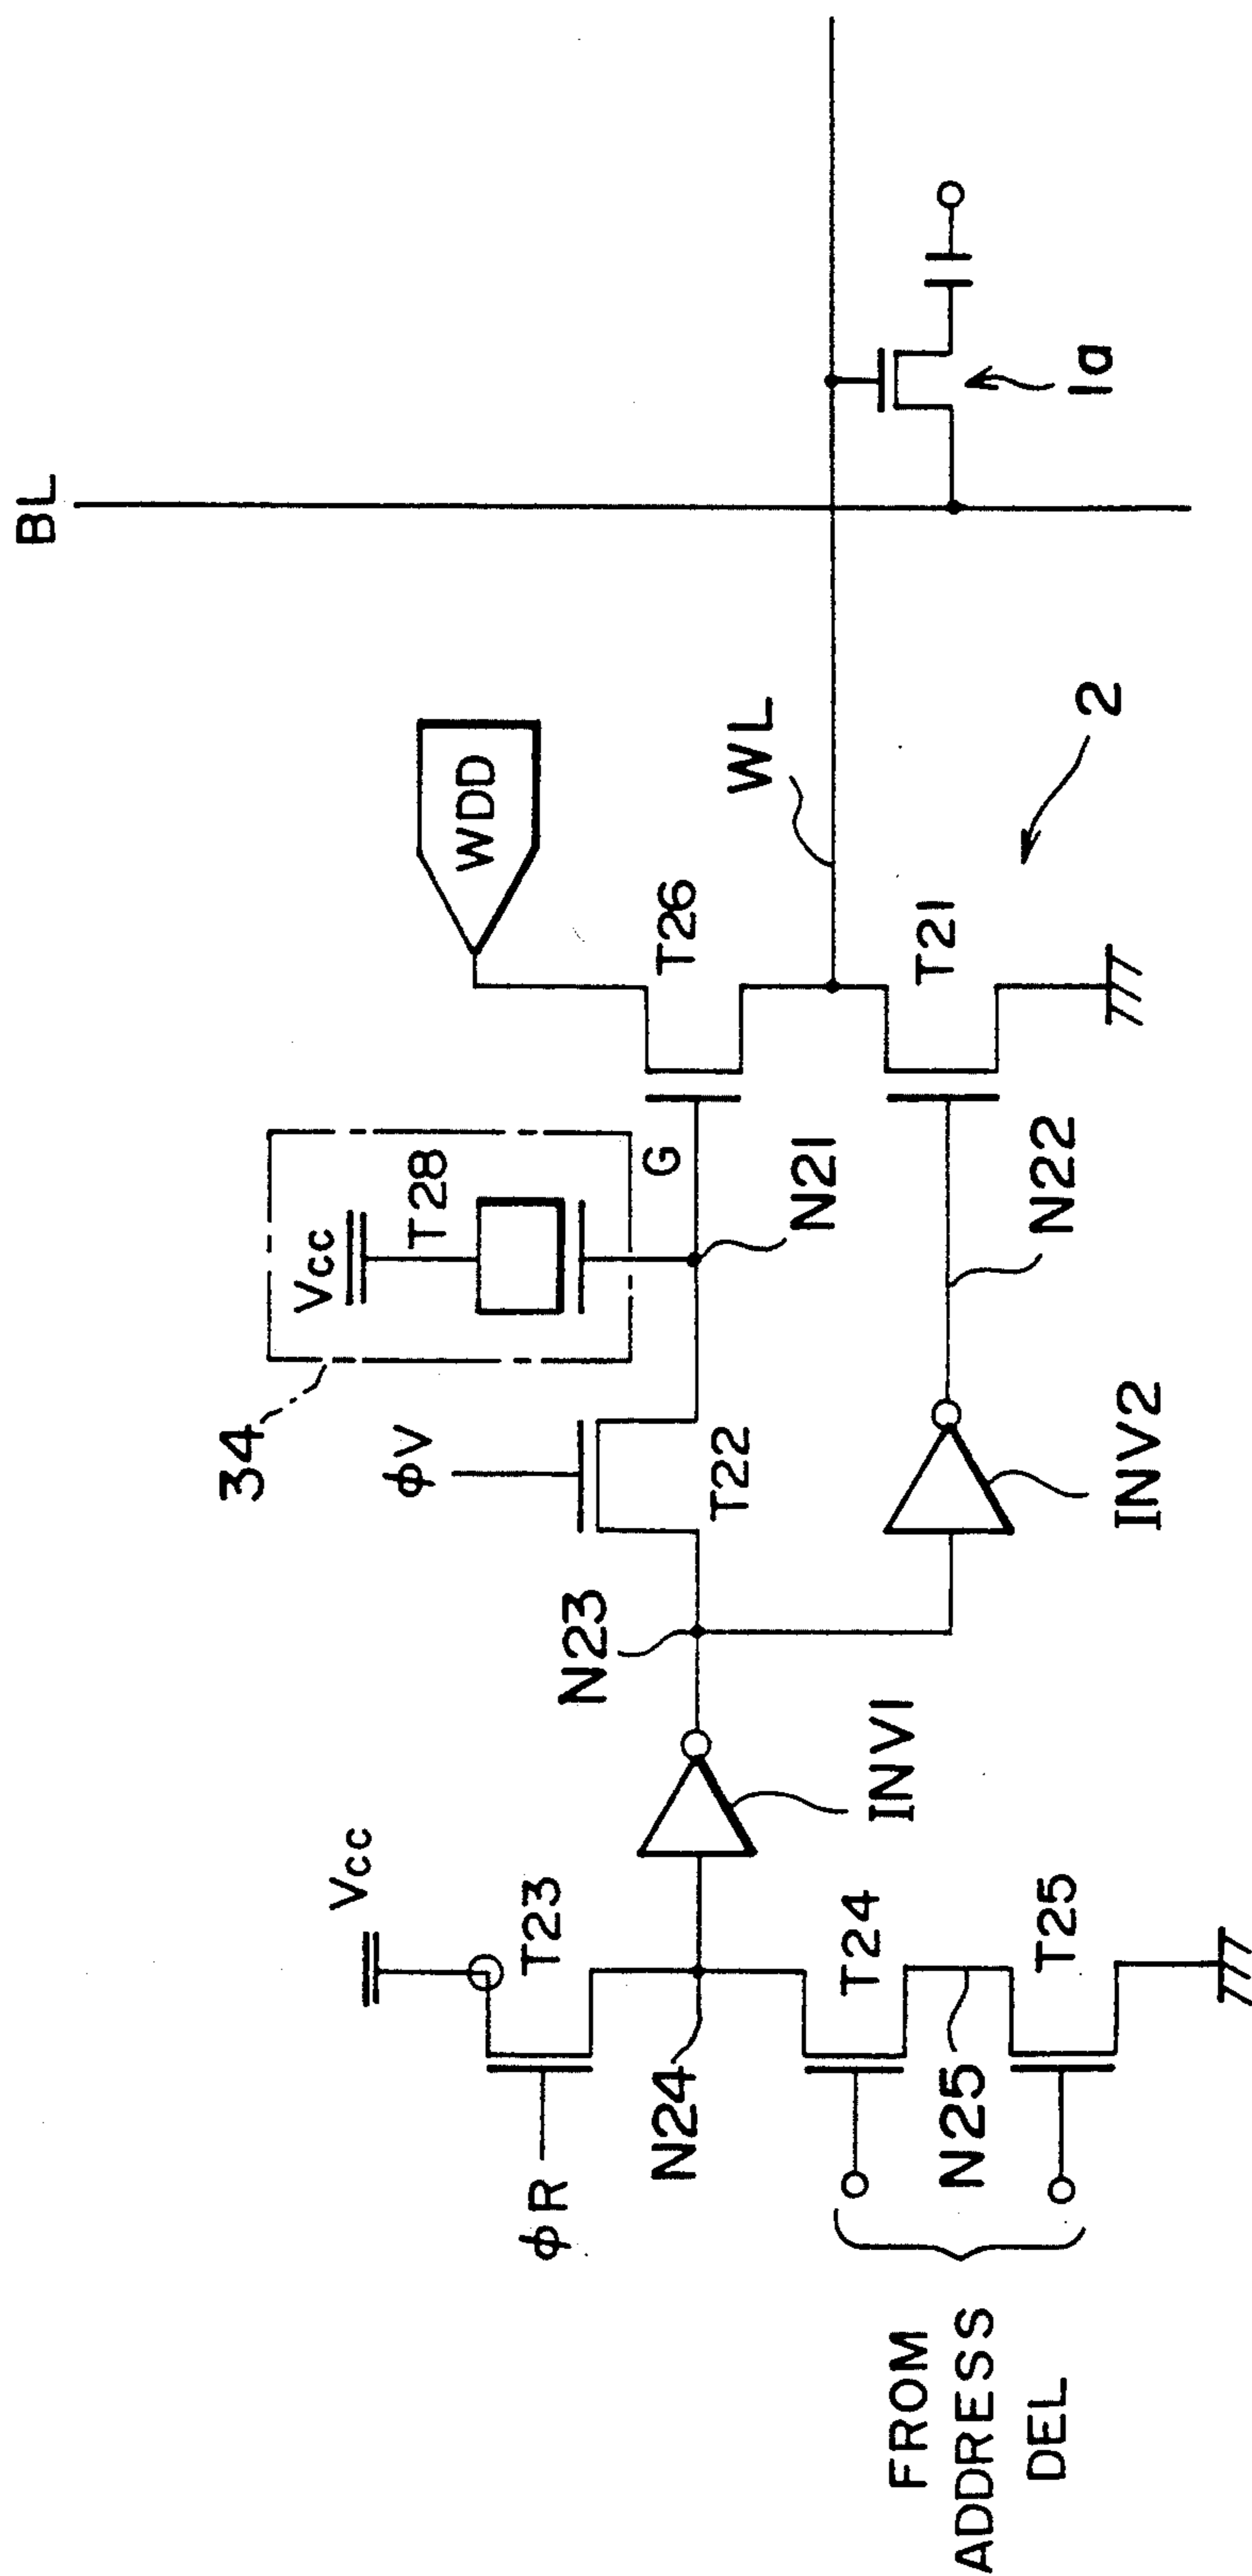 BL
WDD
Vcc
T28
34
T26
G
WL
1a
ϕV
T22
N21
T21
2
N22
N23
INV2
Vcc
T23
INV1
ϕR
N24
T24
N25
T25
FROM
ADDRESS
DEL